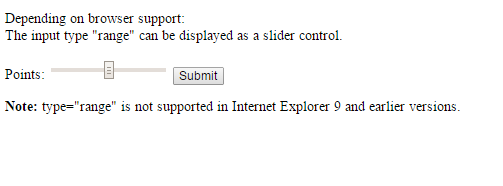 Depending on browser support:
The input type "range" can be displayed as a slider control.
Points: Submit
Note: type="range" is not supported in Internet Explorer 9 and earlier versions.